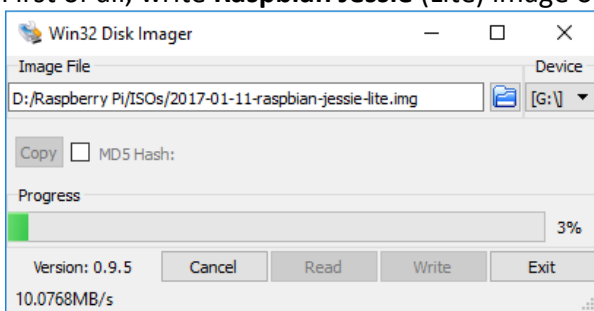 First of all, write Raspbian Jessie (Lite) image o
Win32 Disk Imager
Image File
Device
D:/Raspberry Pi/ISOs/2017-01-11-raspbian-jessie-lite.img
[G:\]
Copy
MD5 Hash:
Progress
3%
Version: 0.9.5
Cancel
Read
Write
Exit
10.0768MB/s